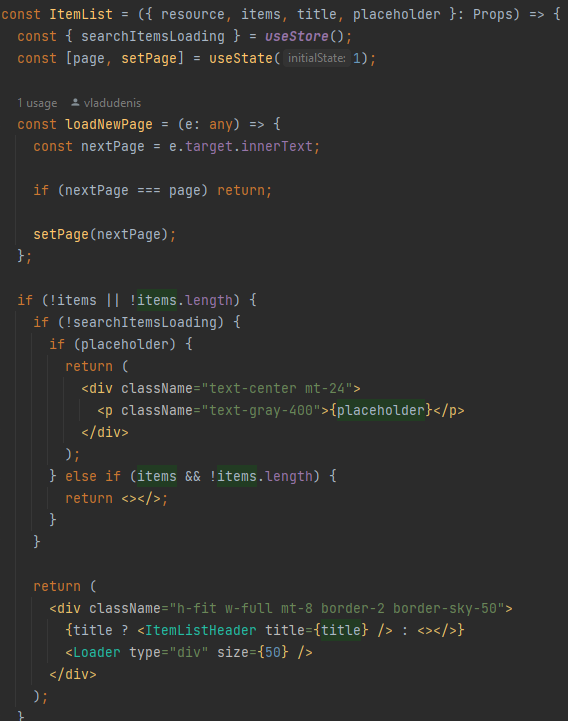 const ItemList = ({ resource, items, title, placeholder }: Props) => {
  const { searchItemsLoading } = useStore();
  const [page, setPage] = useState( initialState: 1);

  1 usage  vladudenis
  const loadNewPage = (e: any) => {
    const nextPage = e.target.innerText;

    if (nextPage === page) return;

    setPage(nextPage);
  };

  if (!items || !items.length) {
    if (!searchItemsLoading) {
      if (placeholder) {
        return (
          <div className="text-center mt-24">
            <p className="text-gray-400">{placeholder}</p>
          </div>
        );
      } else if (items && !items.length) {
        return <></>;
      }
    }

    return (
      <div className="h-fit w-full mt-8 border-2 border-sky-50">
        {title ? <ItemListHeader title={title} /> : <></>}
        <Loader type="div" size={50} />
      </div>
    );
  }